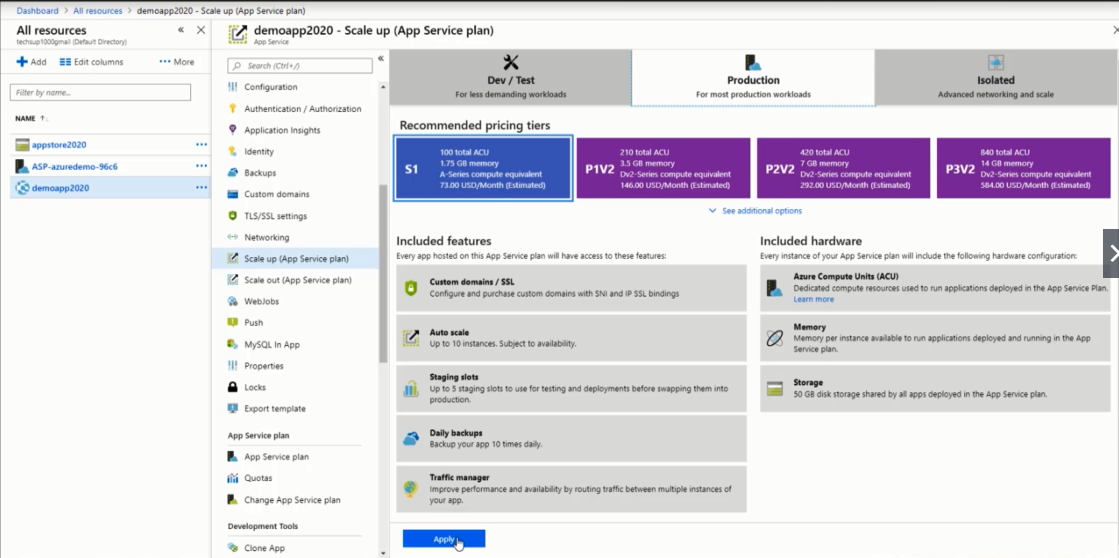 Dashboard > All resources > demoapp2020 - Scale up (App Service plan)
All resources
techsup1000gmail (Default Directory)
Add
Edit columns
More
Filter by name...
NAME
appstore2020
ASP-azuredemo-96c6
demoapp2020
demoapp2020 - Scale up (App Service plan)
App Service
Search (Ctrl+/)
Configuration
Authentication / Authorization
Application Insights
Identity
Backups
Custom domains
TLS/SSL settings
Networking
Scale up (App Service plan)
Scale out (App Service plan)
WebJobs
Push
MySQL In App
Properties
Locks
Export template
App Service plan
App Service plan
Quotas
Change App Service plan
Development Tools
Clone App
Dev / Test
For less demanding workloads
Production
For most production workloads
Isolated
Advanced networking and scale
Recommended pricing tiers
S1
100 total ACU
1.75 GB memory
A-Series compute equivalent
73.00 USD/Month (Estimated)
P1V2
210 total ACU
3.5 GB memory
Dv2-Series compute equivalent
146.00 USD/Month (Estimated)
P2V2
420 total ACU
7 GB memory
Dv2-Series compute equivalent
292.00 USD/Month (Estimated)
P3V2
840 total ACU
14 GB memory
Dv2-Series compute equivalent
584.00 USD/Month (Estimated)
See additional options
Included features
Every app hosted on this App Service plan will have access to these features:
Custom domains / SSL
Configure and purchase custom domains with SNI and IP SSL bindings
Auto scale
Up to 10 instances. Subject to availability.
Staging slots
Up to 5 staging slots to use for testing and deployments before swapping them into
production.
Daily backups
Backup your app 10 times daily.
Traffic manager
Improve performance and availability by routing traffic between multiple instances of
your app.
Included hardware
Every instance of your App Service plan will include the following hardware configuration:
Azure Compute Units (ACU)
Dedicated compute resources used to run applications deployed in the App Service Plan.
Learn more
Memory
Memory per instance available to run applications deployed and running in the App
Service plan.
Storage
50 GB disk storage shared by all apps deployed in the App Service plan.
Apply